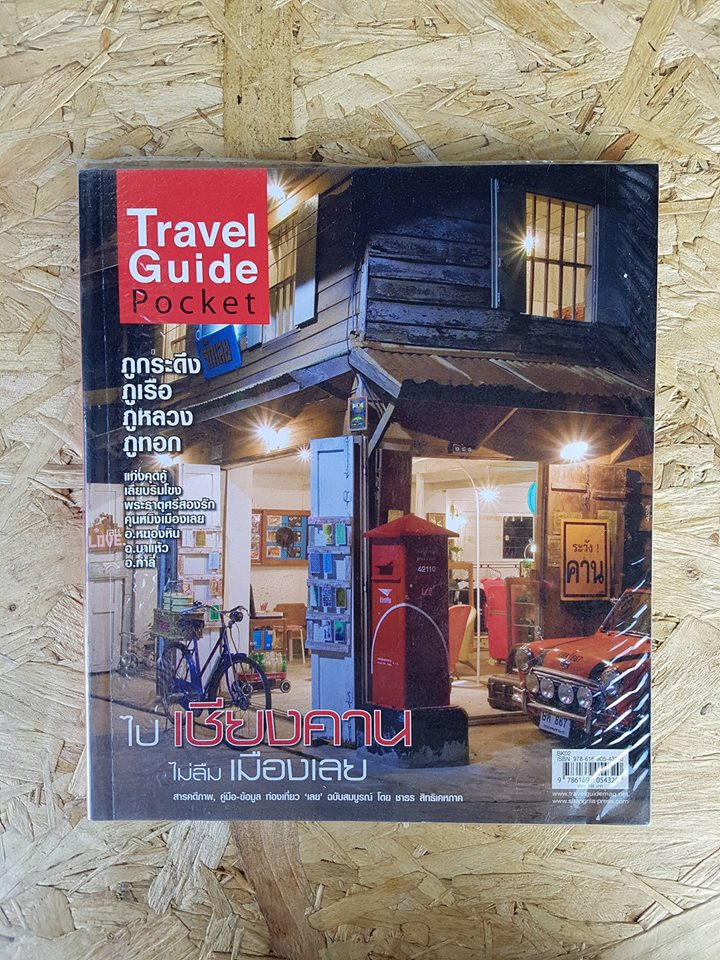 Travel
Guide
Pocket
ภูกระดึง
ภูเรือ
ภูหลวง
ภูทอก
แก่งคุดคู้
เลียบริมโขง
พระธาตุศรีสองรัก
คุนหมิงเมืองเลย
อ.หนองหิน
อ.นาแห้ว
อ.ท่าลี่
LOVE
42110
ระวัง !
คาน
ไป เชียงคาน
ไม่ลืม เมืองเลย
สารคดีภาพ, คู่มือ-ข้อมูล ท่องเที่ยว 'เลย' ฉบับสมบูรณ์ โดย ชาธร สิทธิเคหภาค
BK02
www.travelguidemag.net
www.shangrila-press.com